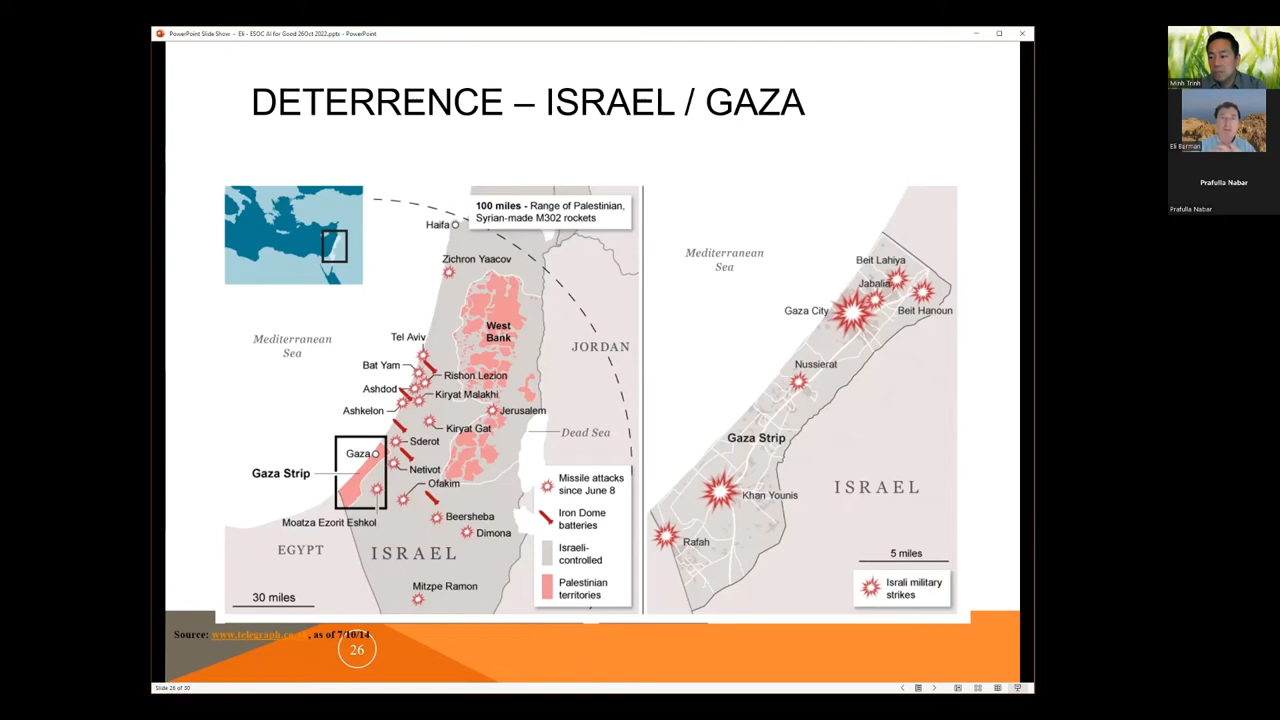 PowerPoint Slide Show - Eli - ESOC AI for Good 26Oct 2022.pptx - PowerPoint
DETERRENCE – ISRAEL / GAZA
100 miles - Range of Palestinian,
Syrian-made M302 rockets
Haifa
Zichron Yaacov
West
Bank
Mediterranean
Sea
Tel Aviv
JORDAN
Bat Yam
Rishon Lezion
Ashdod
Kiryat Malakhi
Ashkelon
Jerusalem
Kiryat Gat
Dead Sea
Sderot
Gaza
Netivot
Gaza Strip
Ofakim
Moatza Ezorit Eshkol
Beersheba
Dimona
EGYPT
ISRAEL
Mitzpe Ramon
30 miles
Missile attacks
since June 8
Iron Dome
batteries
Israeli-
controlled
Palestinian
territories
Mediterranean
Sea
Beit Lahiya
Jabalia
Gaza City
Beit Hanoun
Nussierat
Gaza Strip
Khan Younis
ISRAEL
Rafah
5 miles
Israli military
strikes
Source: www.telegraph.co, as of 7/10/14
26
Slide 26 of 30
Minh Trinh
Eli Berman
Prafulla Nabar
Prafulla Nabar